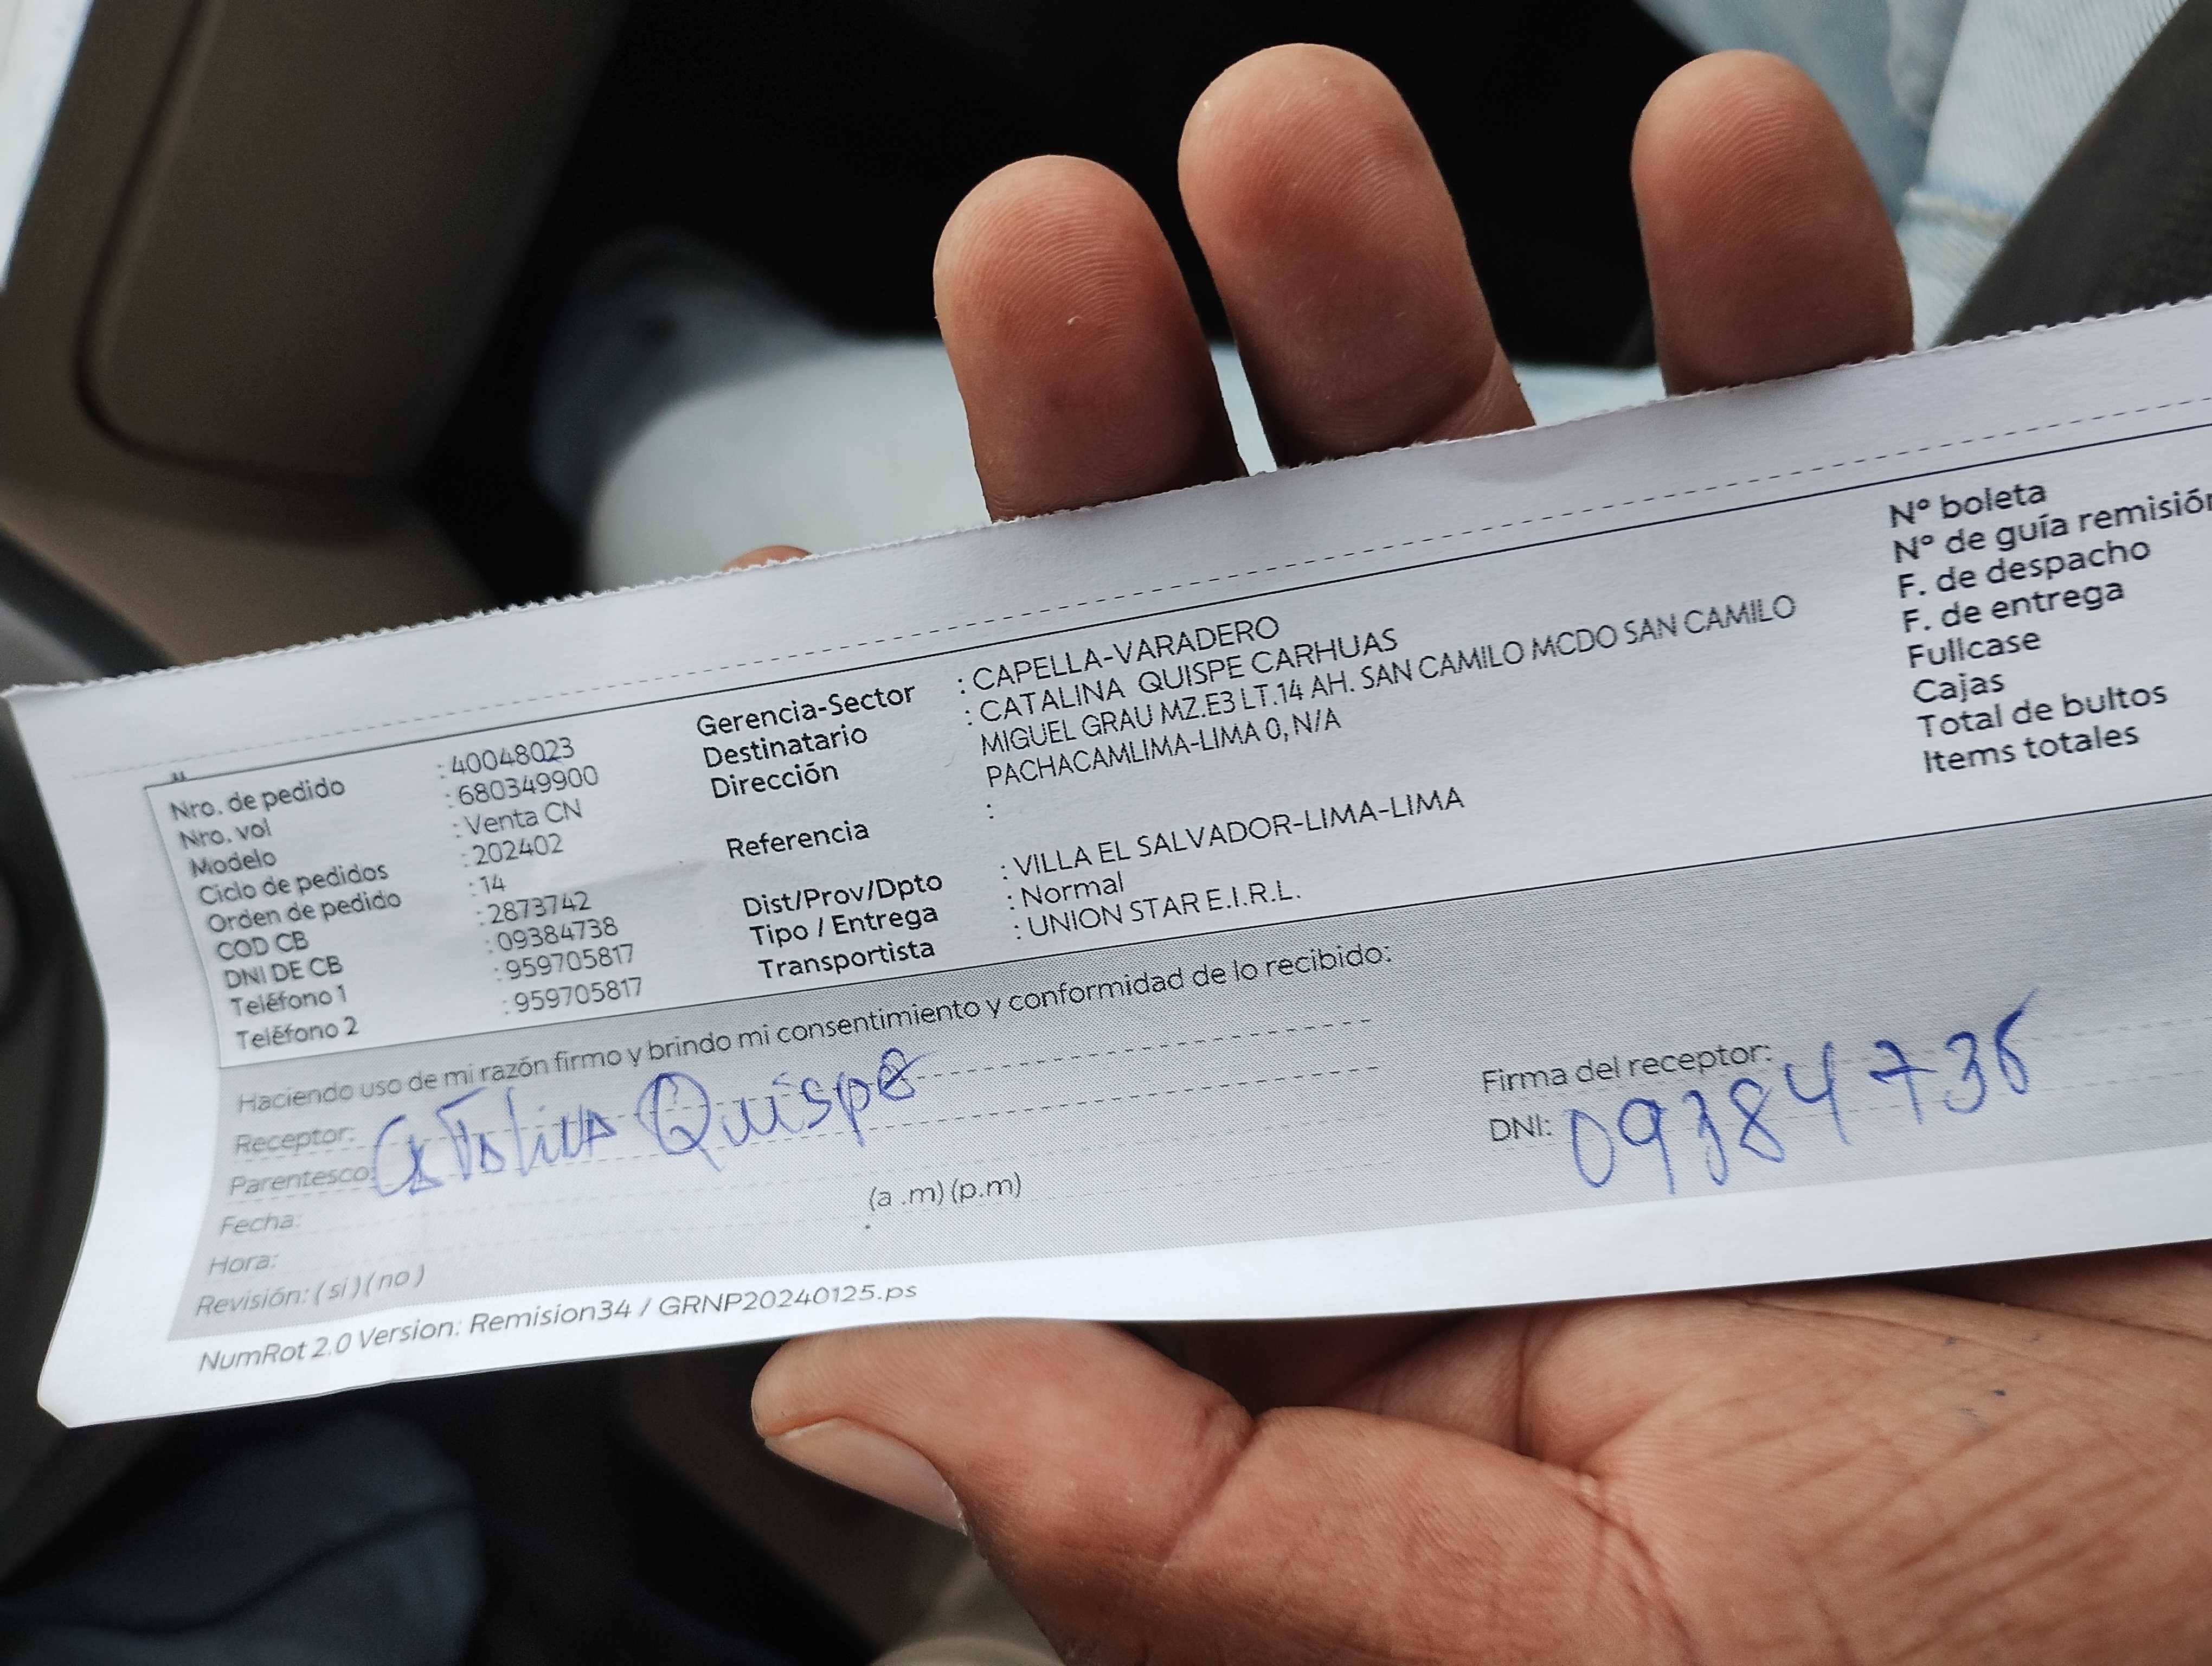 Nro. de pedido : 40048023
Nro. vol : 680349900
Modelo : Venta CN
Ciclo de pedidos : 202402
Orden de pedido : 14
COD CB : 2873742
DNI DE CB : 09384738
Teléfono 1 : 959705817
Teléfono 2 : 959705817
Gerencia-Sector : CAPELLA-VARADERO
Destinatario : CATALINA QUISPE CARHUAS
Dirección MIGUEL GRAU MZ.E3 LT.14 AH. SAN CAMILO MCDO SAN CAMILO
PACHACAMLIMA-LIMA 0, N/A
Referencia :
Dist/Prov/Dpto : VILLA EL SALVADOR-LIMA-LIMA
Tipo / Entrega : Normal
Transportista : UNION STAR E.I.R.L.
Nº boleta
Nº de guía remisión
F. de despacho
F. de entrega
Fullcase
Cajas
Total de bultos
Items totales
Haciendo uso de mi razón firmo y brindo mi consentimiento y conformidad de lo recibido:
Receptor: Catalina Quispe
Parentesco:
Fecha:
Hora: (a .m) (p.m)
Revisión: ( si ) ( no )
Firma del receptor:
DNI: 09384738
NumRot 2.0 Version: Remision34 / GRNP20240125.ps